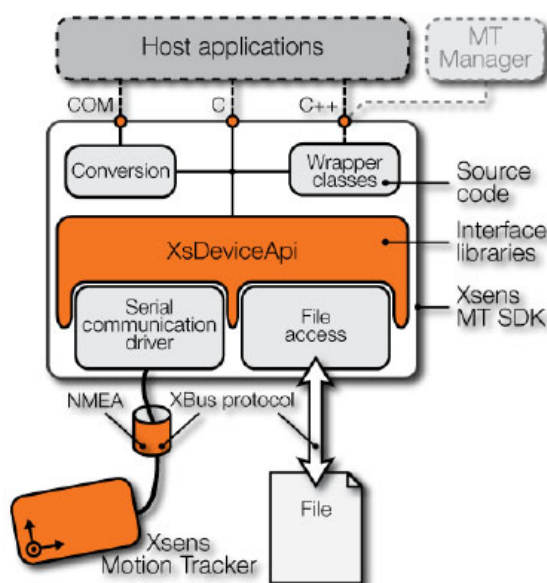 Host applications
MT
Manager
COM
C
C++
Conversion
Wrapper
classes
Source
code
XsDeviceApi
Interface
libraries
Serial
communication
driver
File
access
Xsens
MT SDK
NMEA
XBus protocol
File
Xsens
Motion Tracker